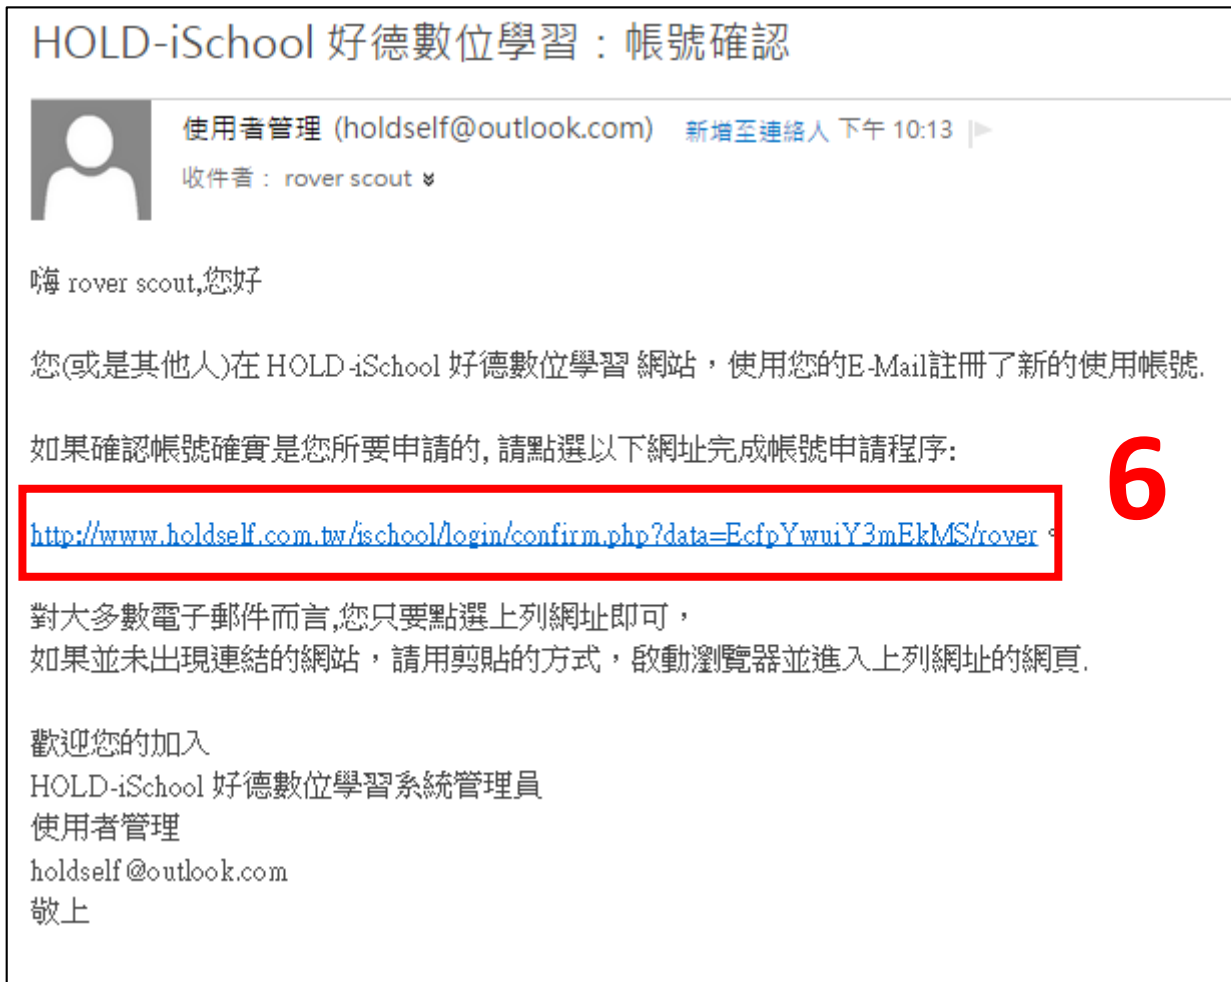 HOLD-iSchool 好德數位學習：帳號確認
使用者管理 (holdself@outlook.com) 新增至連絡人 下午 10:13
收件者： rover scout
嗨 rover scout,您好
您(或是其他人)在 HOLD-iSchool 好德數位學習 網站，使用您的E-Mail註冊了新的使用帳號.
如果確認帳號確實是您所要申請的, 請點選以下網址完成帳號申請程序:
6
http://www.holdself.com.tw/ischool/login/confirm.php?data=EcfpYwuiY3mEkMS/rover 。
對大多數電子郵件而言,您只要點選上列網址即可，
如果並未出現連結的網站，請用剪貼的方式，啟動瀏覽器並進入上列網址的網頁.
歡迎您的加入
HOLD-iSchool 好德數位學習系統管理員
使用者管理
holdself@outlook.com
敬上